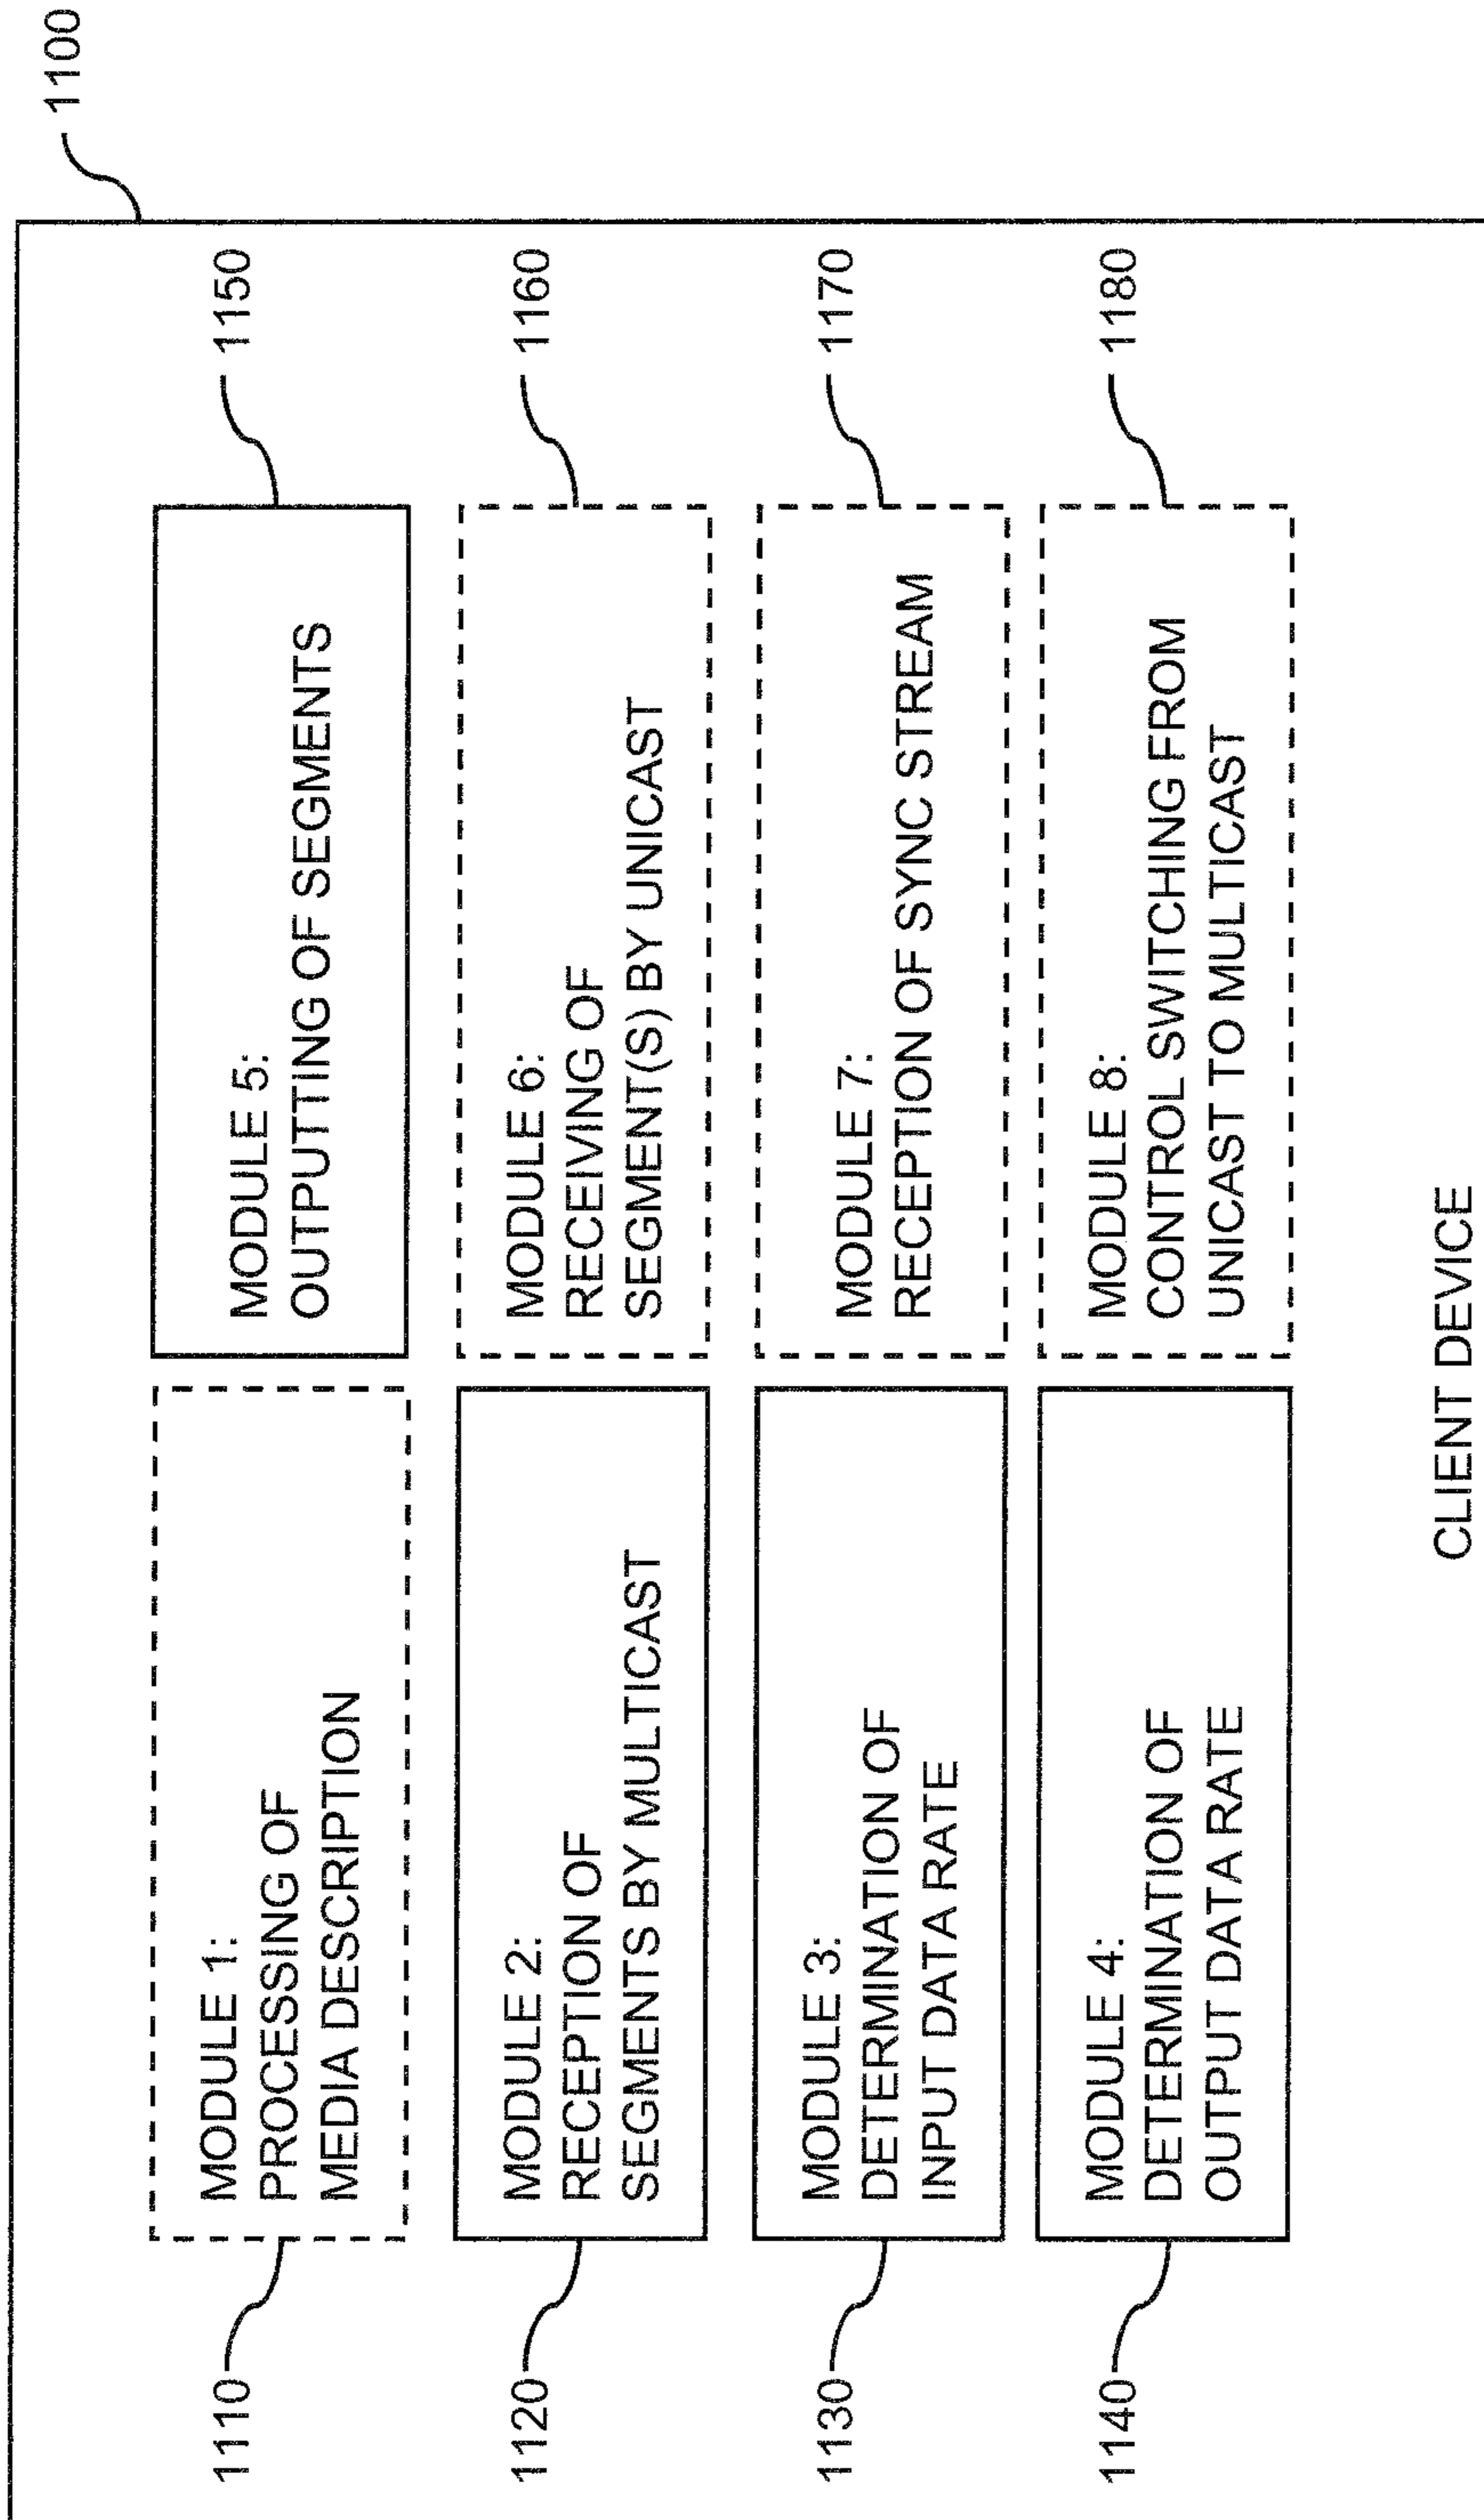 1100
1110
MODULE 1:
PROCESSING OF
MEDIA DESCRIPTION
1120
MODULE 2:
RECEPTION OF
SEGMENTS BY MULTICAST
1130
MODULE 3:
DETERMINATION OF
INPUT DATA RATE
1140
MODULE 4:
DETERMINATION OF
OUTPUT DATA RATE
MODULE 5:
OUTPUTTING OF SEGMENTS
1150
MODULE 6:
RECEIVING OF
SEGMENT(S) BY UNICAST
1160
MODULE 7:
RECEPTION OF SYNC STREAM
1170
MODULE 8:
CONTROL SWITCHING FROM
UNICAST TO MULTICAST
1180
CLIENT DEVICE